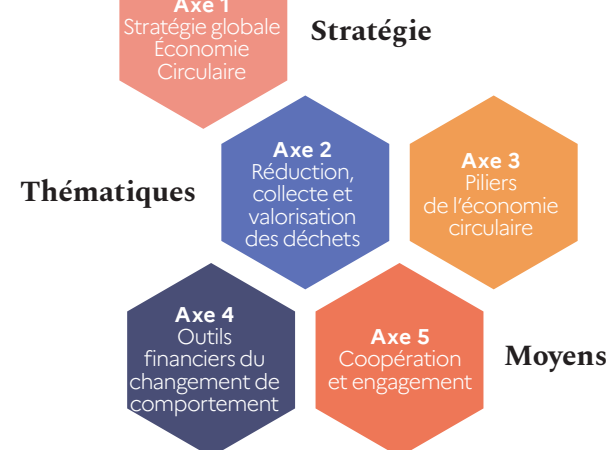 Axe 1
Stratégie globale
Économie
Circulaire
Stratégie
Thématiques
Axe 2
Réduction,
collecte et
valorisation
des déchets
Axe 3
Piliers
de l'économie
circulaire
Axe 4
Outils
financiers du
changement de
comportement
Axe 5
Coopération
et engagement
Moyens